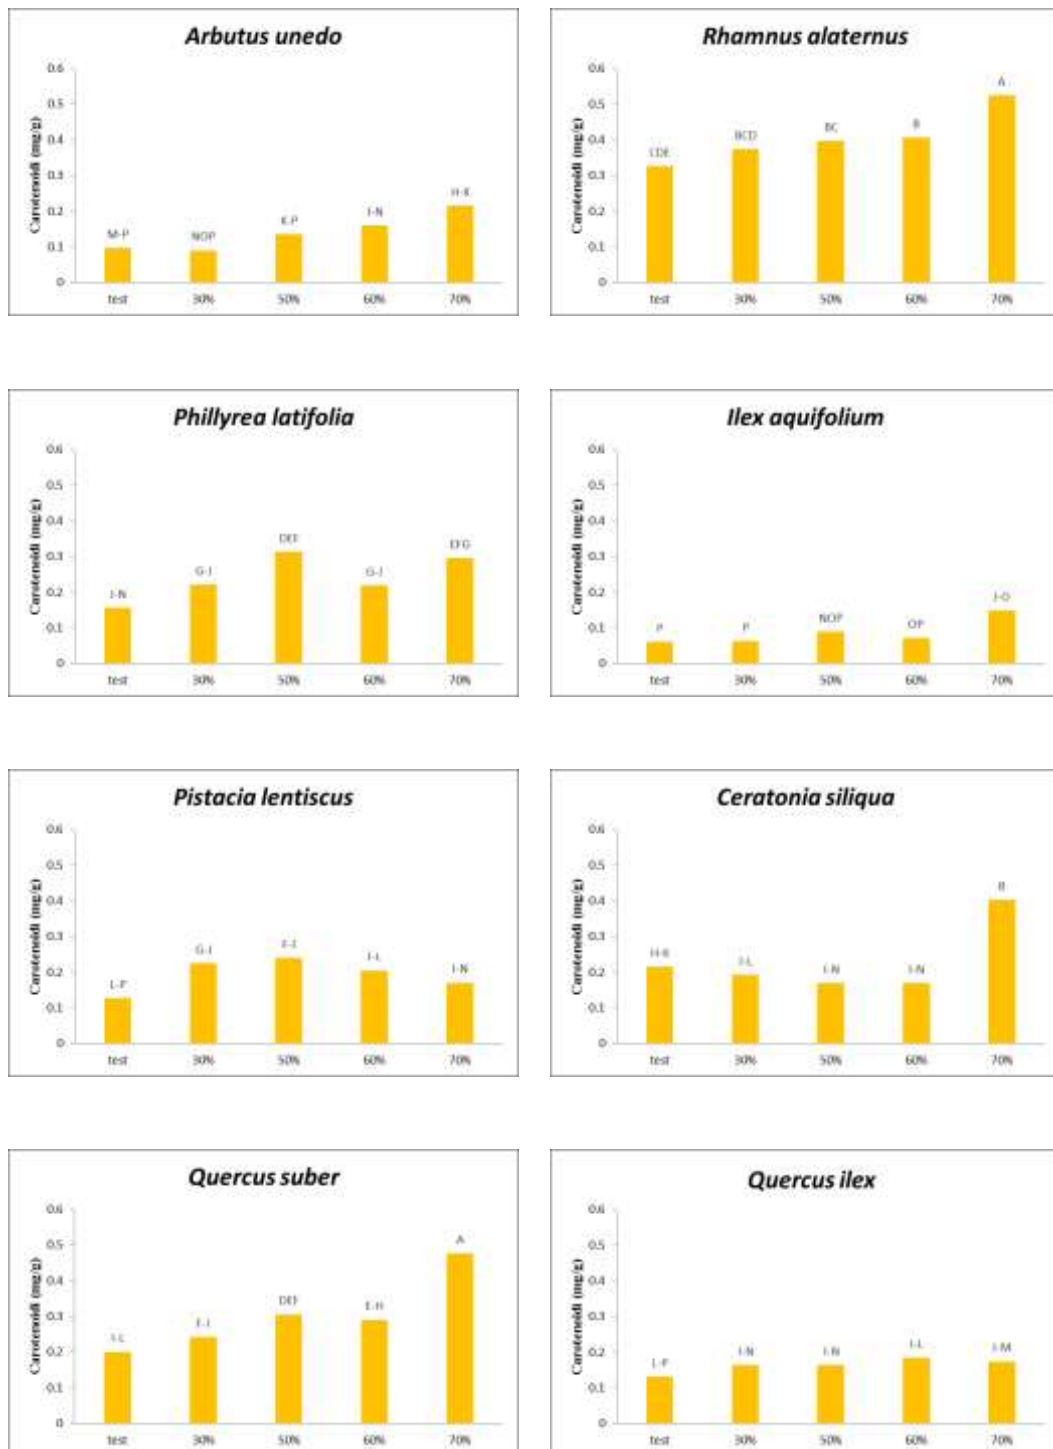 Arbutus unedo
Carotenoidi (mg/g)
0.6
0.5
0.4
0.3
0.2
0.1
0
M-P
NOP
K-P
I-N
H-K
test 30% 50% 60% 70%
Rhamnus alaternus
Carotenoidi (mg/g)
0.6
0.5
0.4
0.3
0.2
0.1
0
CDE
BCD
BC
B
A
test 30% 50% 60% 70%
Phillyrea latifolia
Carotenoidi (mg/g)
0.6
0.5
0.4
0.3
0.2
0.1
0
J-N
G-J
DEF
G-J
EFG
test 30% 50% 60% 70%
Ilex aquifolium
Carotenoidi (mg/g)
0.6
0.5
0.4
0.3
0.2
0.1
0
P
P
NOP
OP
J-O
test 30% 50% 60% 70%
Pistacia lentiscus
Carotenoidi (mg/g)
0.6
0.5
0.4
0.3
0.2
0.1
0
L-P
G-J
I-N
test 30% 50% 60% 70%
Ceratonia siliqua
Carotenoidi (mg/g)
0.6
0.5
0.4
0.3
0.2
0.1
0
H-K
I-N
I-N
B
test 30% 50% 60% 70%
Quercus suber
Carotenoidi (mg/g)
0.6
0.5
0.4
0.3
0.2
0.1
0
DEF
E-H
A
test 30% 50% 60% 70%
Quercus ilex
Carotenoidi (mg/g)
0.6
0.5
0.4
0.3
0.2
0.1
0
L-P
I-N
I-N
I-L
I-M
test 30% 50% 60% 70%